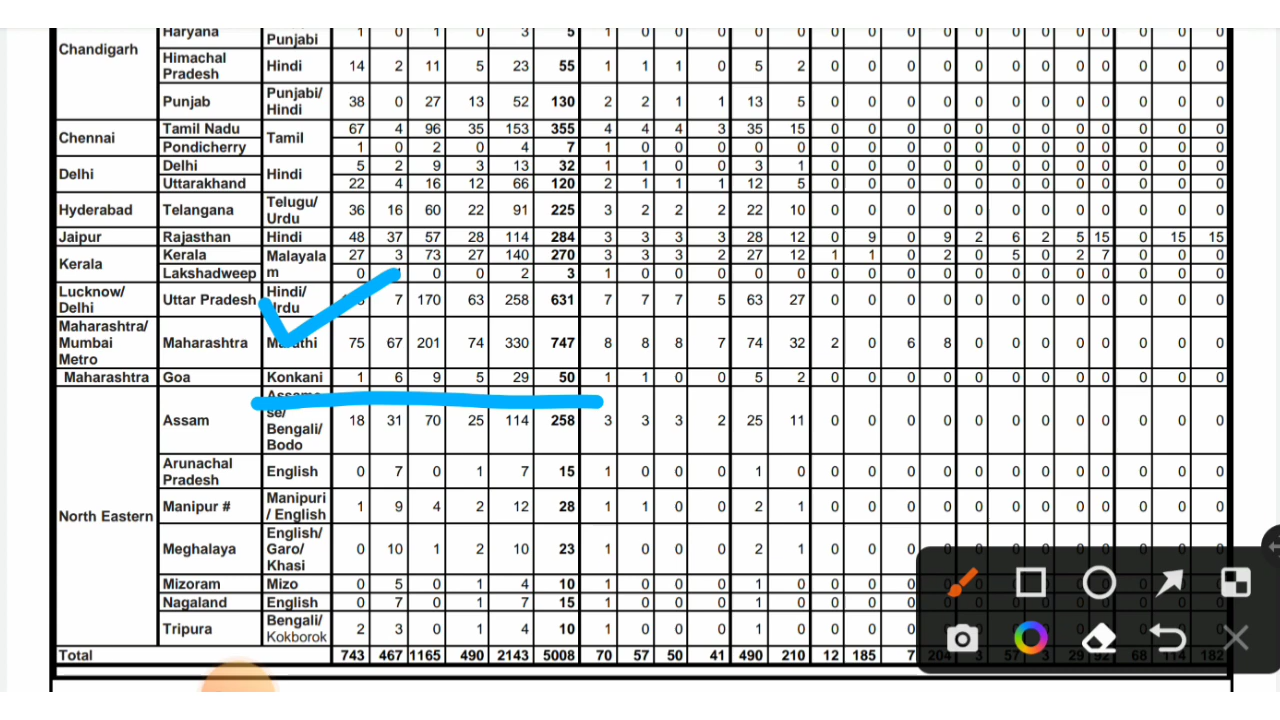 Chandigarh
Haryana 1 0 1 0 3 5 1 0 0 0 0 0 0 0 0 0 0 0 0 0 0 0 0 0
Punjabi
Himachal
Pradesh
Hindi 14 2 11 5 23 55 1 1 1 0 5 2 0 0 0 0 0 0 0 0 0 0 0 0
Punjab
Punjabi/
Hindi
38 0 27 13 52 130 2 2 1 1 13 5 0 0 0 0 0 0 0 0 0 0 0 0
Chennai
Tamil Nadu
Tamil
67 4 96 35 153 355 4 4 4 3 35 15 0 0 0 0 0 0 0 0 0 0 0 0
Pondicherry 1 0 2 0 4 7 1 0 0 0 0 0 0 0 0 0 0 0 0 0 0 0 0 0
Delhi
Delhi
Hindi
5 2 9 3 13 32 1 1 0 0 3 1 0 0 0 0 0 0 0 0 0 0 0 0
Uttarakhand 22 4 16 12 66 120 2 1 1 1 12 5 0 0 0 0 0 0 0 0 0 0 0 0
Hyderabad Telangana
Telugu/
Urdu
36 16 60 22 91 225 3 2 2 2 22 10 0 0 0 0 0 0 0 0 0 0 0 0
Jaipur Rajasthan Hindi 48 37 57 28 114 284 3 3 3 3 28 12 0 9 0 9 2 6 2 5 15 0 15 15
Kerala
Kerala
Malayala
m
27 3 73 27 140 270 3 3 3 2 27 12 1 1 0 2 0 5 0 2 7 0 0 0
Lakshadweep 0 0 0 2 3 1 0 0 0 0 0 0 0 0 0 0 0 0 0 0 0 0 0
Lucknow/
Delhi
Uttar Pradesh
Hindi/
Urdu
7 170 63 258 631 7 7 7 5 63 27 0 0 0 0 0 0 0 0 0 0 0 0
Maharashtra/
Mumbai
Metro
Maharashtra Marathi 75 67 201 74 330 747 8 8 8 7 74 32 2 0 6 8 0 0 0 0 0 0 0 0
Maharashtra Goa Konkani 1 6 9 5 29 50 1 1 0 0 5 2 0 0 0 0 0 0 0 0 0 0 0 0
North Eastern
Assam
Assame
se/
Bengali/
Bodo
18 31 70 25 114 258 3 3 3 2 25 11 0 0 0 0 0 0 0 0 0 0 0 0
Arunachal
Pradesh
English 0 7 0 1 7 15 1 0 0 0 1 0 0 0 0 0 0 0 0 0 0 0 0 0
Manipur #
Manipuri
/ English
1 9 4 2 12 28 1 1 0 0 2 1 0 0 0 0 0 0 0 0 0 0 0 0
Meghalaya
English/
Garo/
Khasi
0 10 1 2 10 23 1 0 0 0 2 1 0 0 0 0 0 0 0 0 0 0 0 0
Mizoram Mizo 0 5 0 1 4 10 1 0 0 0 1 0 0 0 0
Nagaland English 0 7 0 1 7 15 1 0 0 0 1 0 0 0 0
Tripura
Bengali/
Kokborok
2 3 0 1 4 10 1 0 0 0 1 0 0 0 0
Total 743 467 1165 490 2143 5008 70 57 50 41 490 210 12 185 7 204 3 57 3 29 92 68 114 182